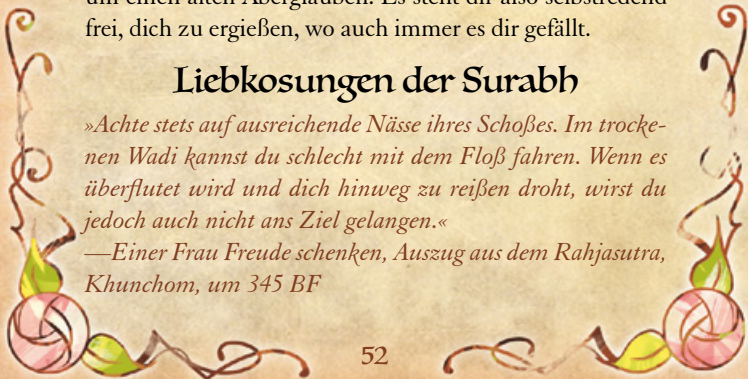 um einen alten Aberglauben. Es steht dir also selbstredend
frei, dich zu ergießen, wo auch immer es dir gefällt.
Liebkosungen der Surabh
»Achte stets auf ausreichende Nässe ihres Schoßes. Im trocke-
nen Wadi kannst du schlecht mit dem Floß fahren. Wenn es
überflutet wird und dich hinweg zu reißen droht, wirst du
jedoch auch nicht ans Ziel gelangen.«
—Einer Frau Freude schenken, Auszug aus dem Rahjasutra,
Khunchom, um 345 BF
52